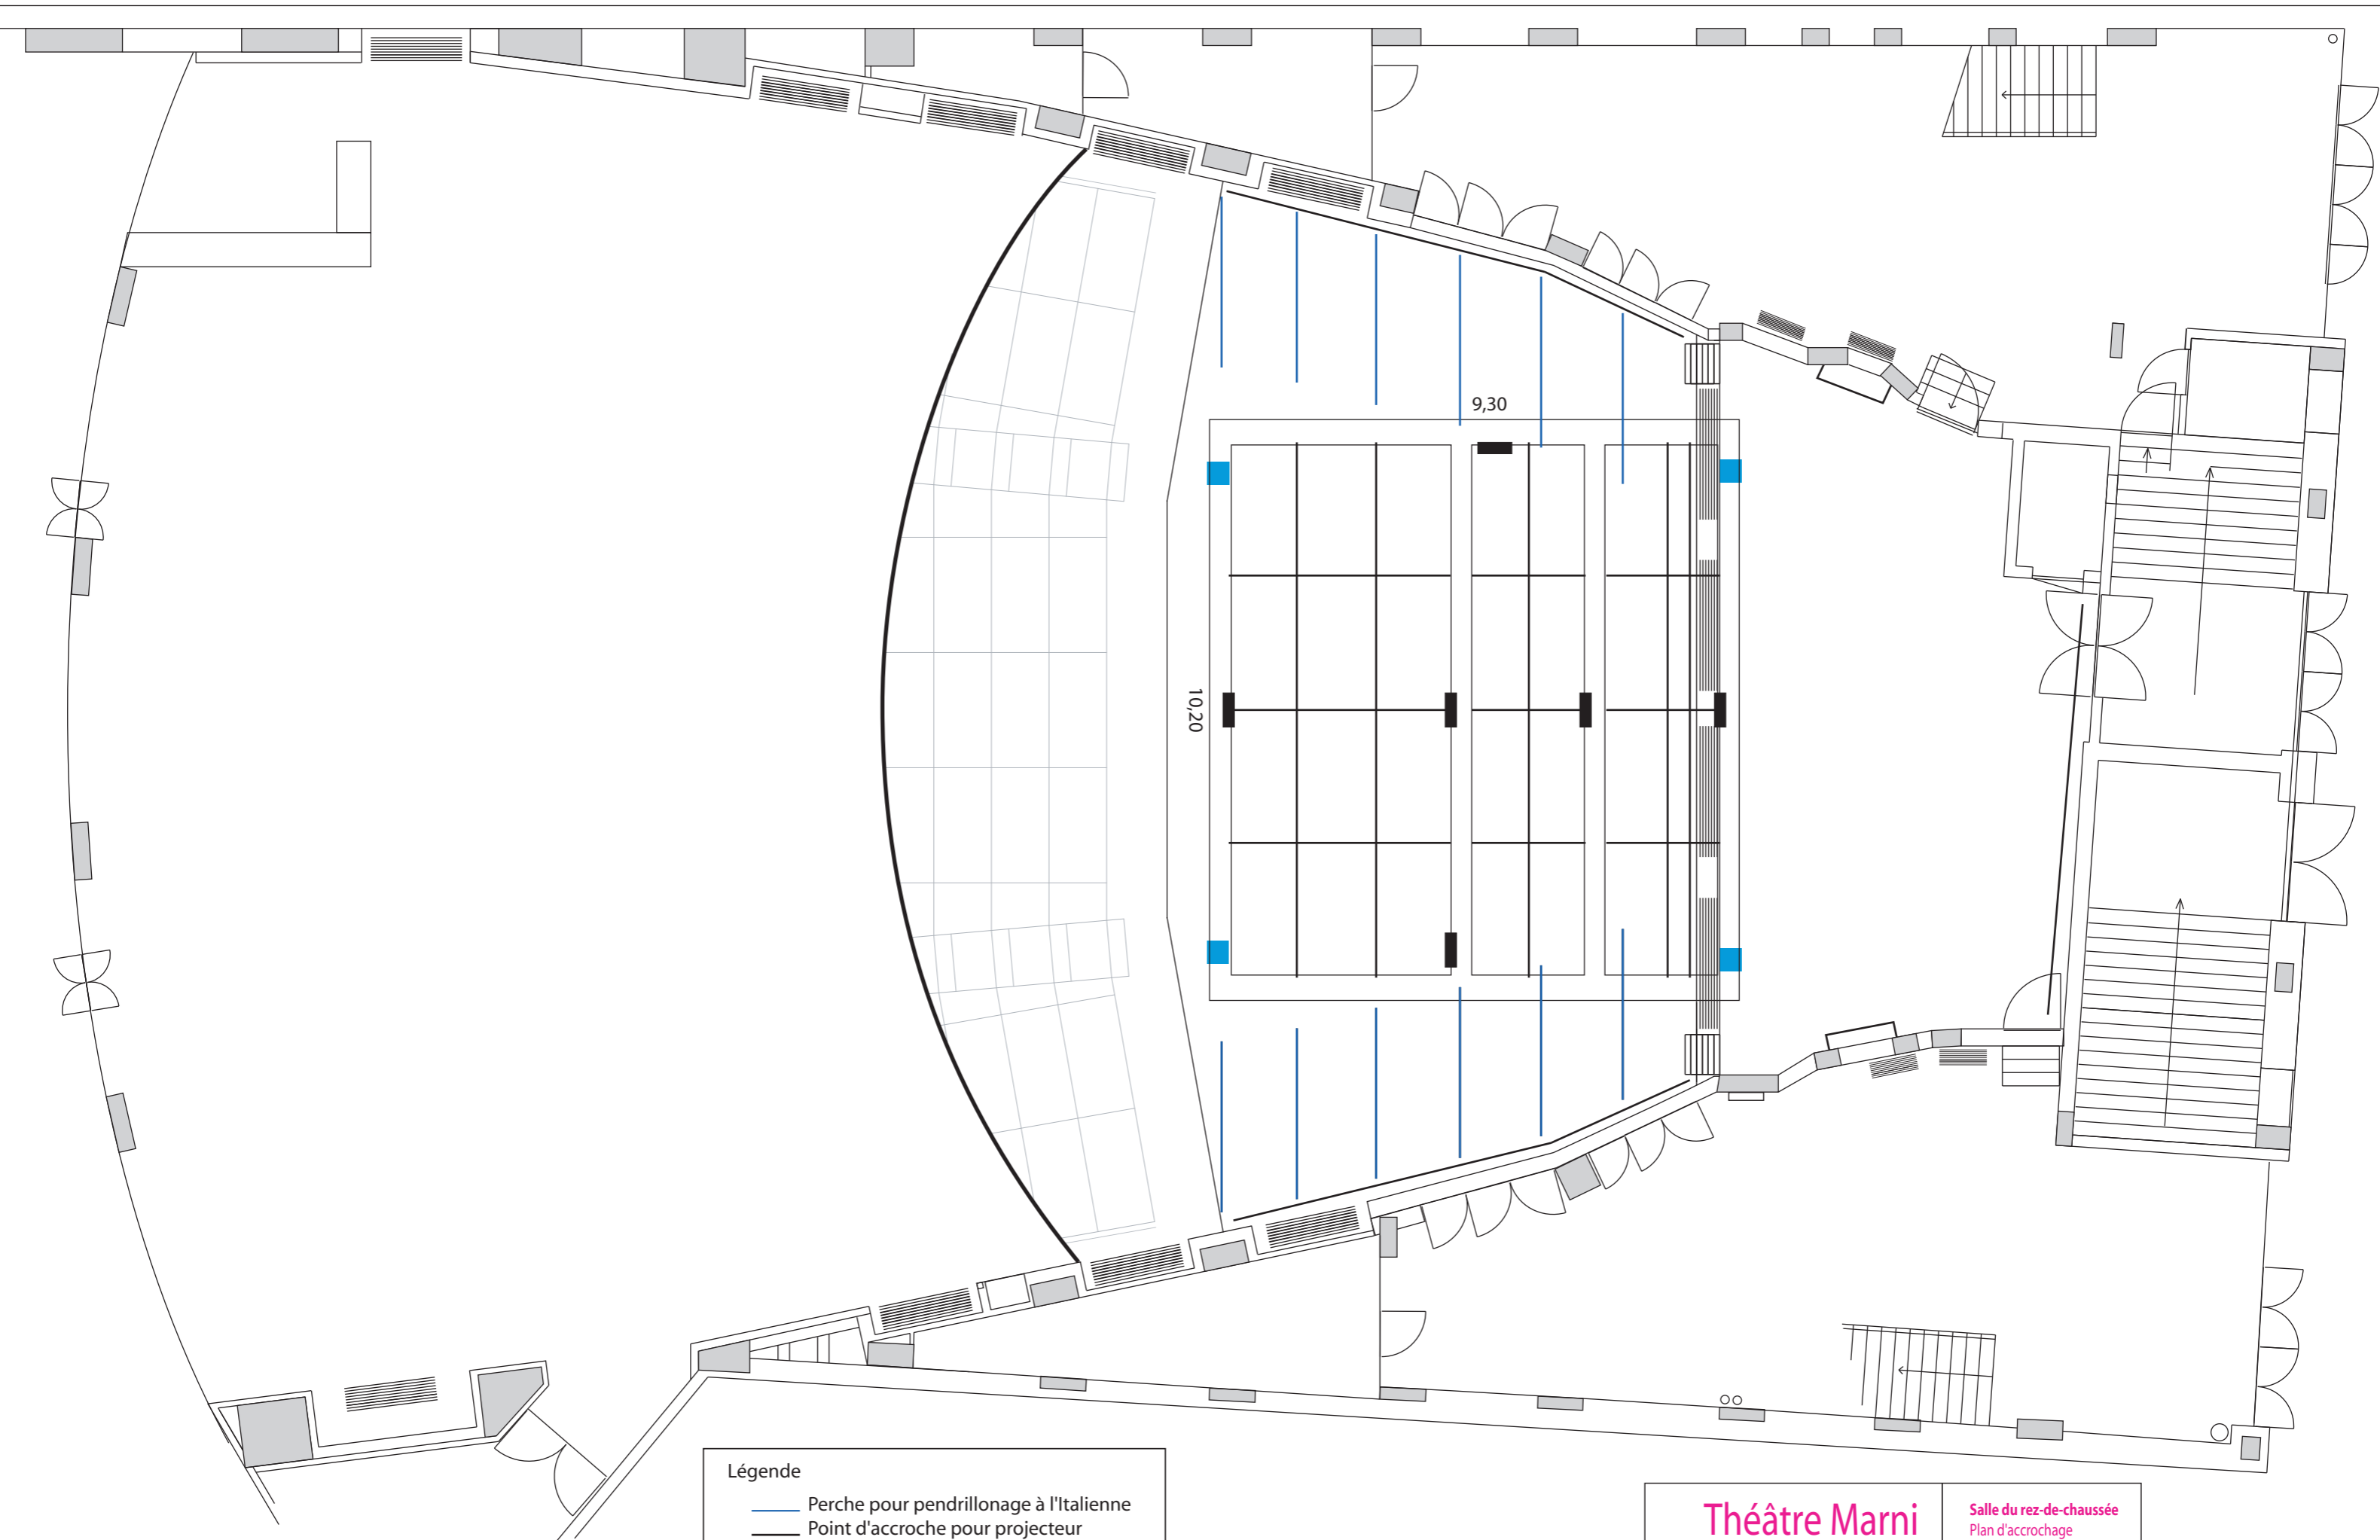 9,30
10,20
Légende
Perche pour pendrillonage à l'Italienne
Point d'accroche pour projecteur
Théâtre Marni
Salle du rez-de-chaussée
Plan d'accrochage